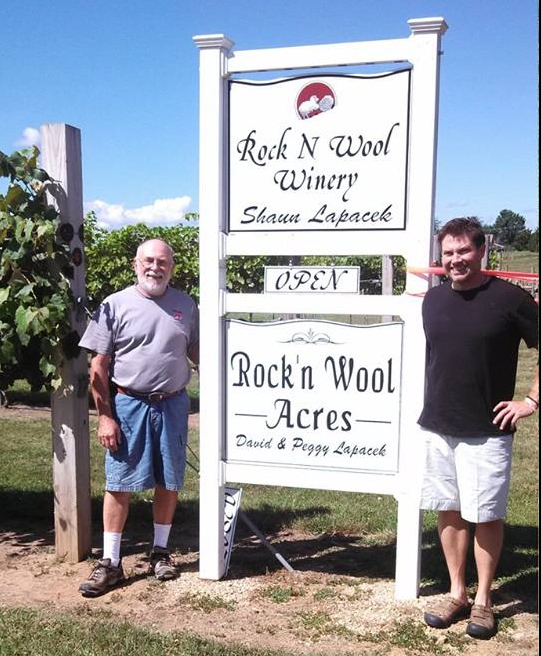 Rock N Wool
Winery
Shaun Lapacek
OPEN
Rock'n Wool
Acres
David & Peggy Lapacek